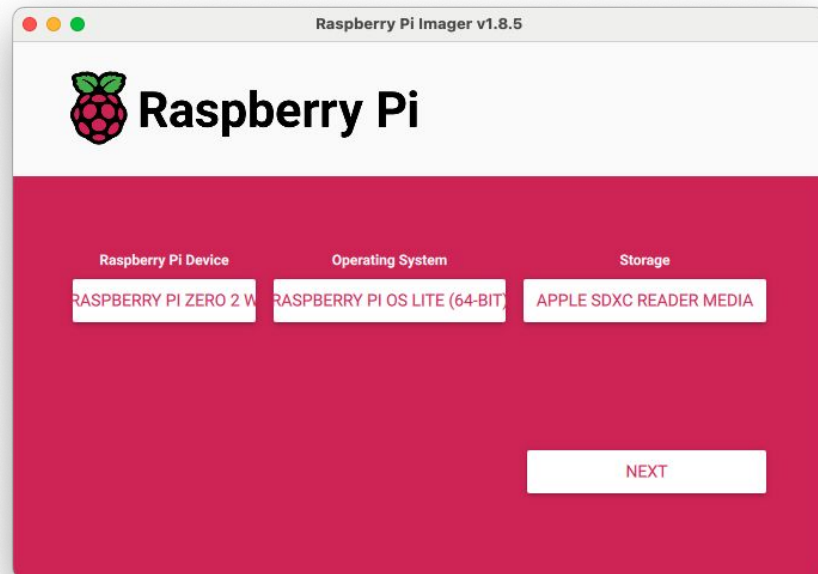 Raspberry Pi Imager v1.8.5
Raspberry Pi
Raspberry Pi Device Operating System Storage
RASPBERRY PI ZERO 2 W RASPBERRY PI OS LITE (64-BIT) APPLE SDXC READER MEDIA
NEXT